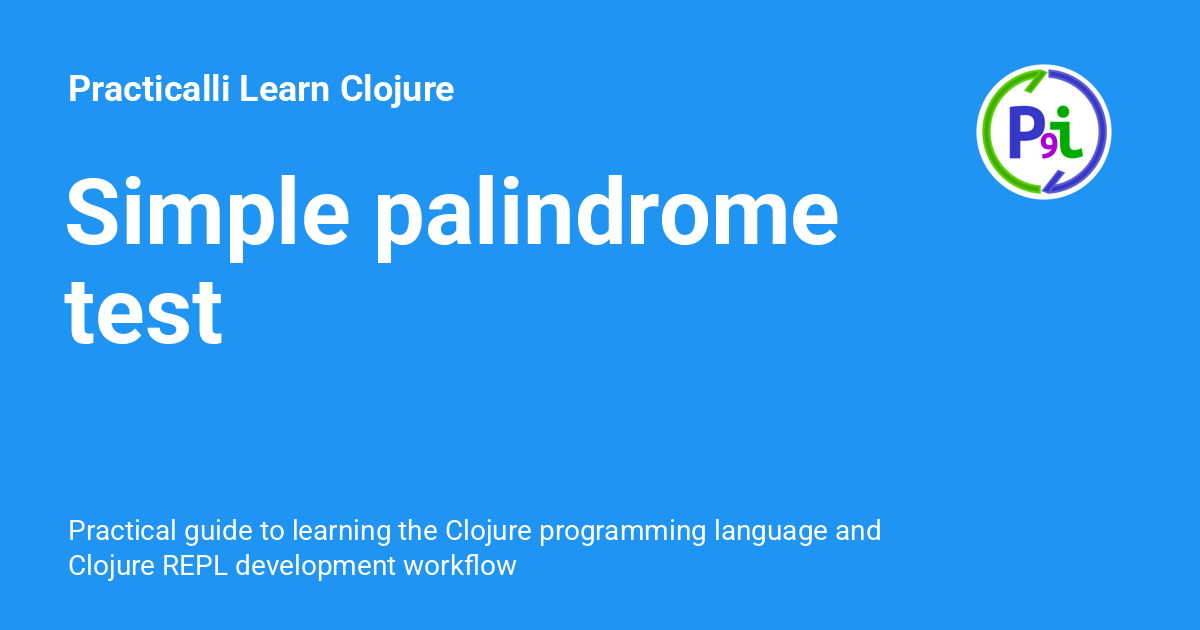 Practicalli Learn Clojure
P9i
Simple palindrome
test
Practical guide to learning the Clojure programming language and
Clojure REPL development workflow